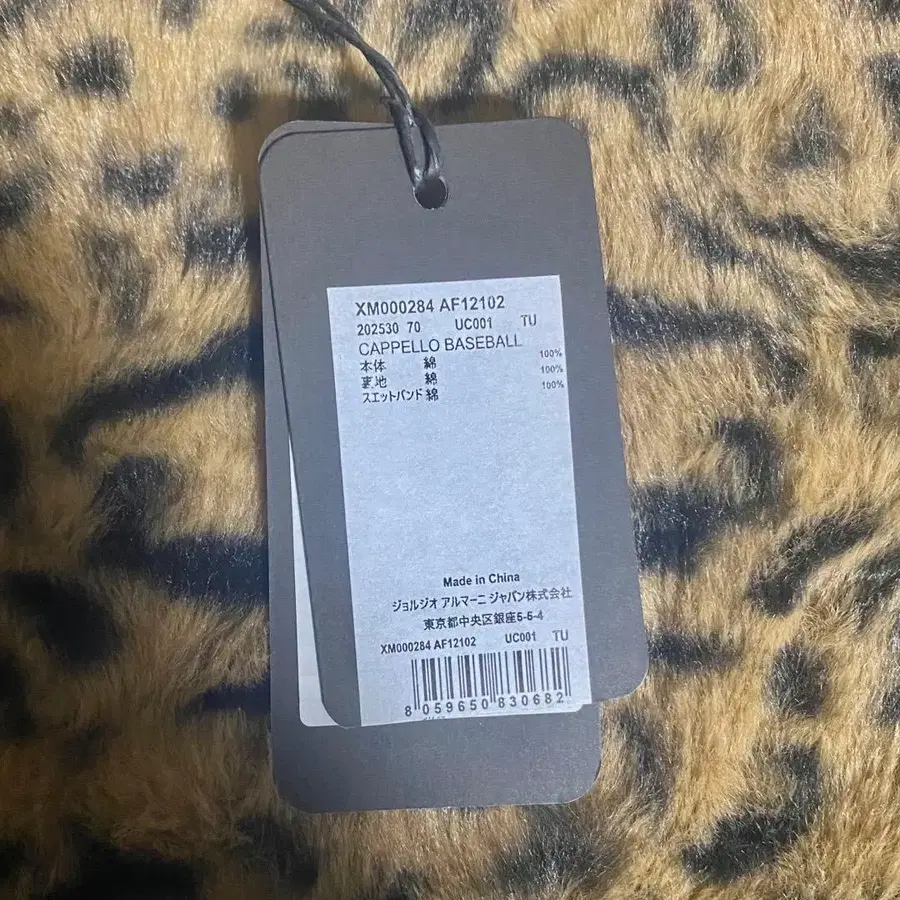 XM000284 AF12102
202530 70 UC001 TU
CAPPELLO BASEBALL
本体 綿 100%
裏地 綿 100%
スエットバンド 綿 100%
Made in China
ジョルジオ アルマーニ ジャパン株式会社
東京都中央区銀座5-5-4
XM000284 AF12102 UC001 TU
8 059650 830682